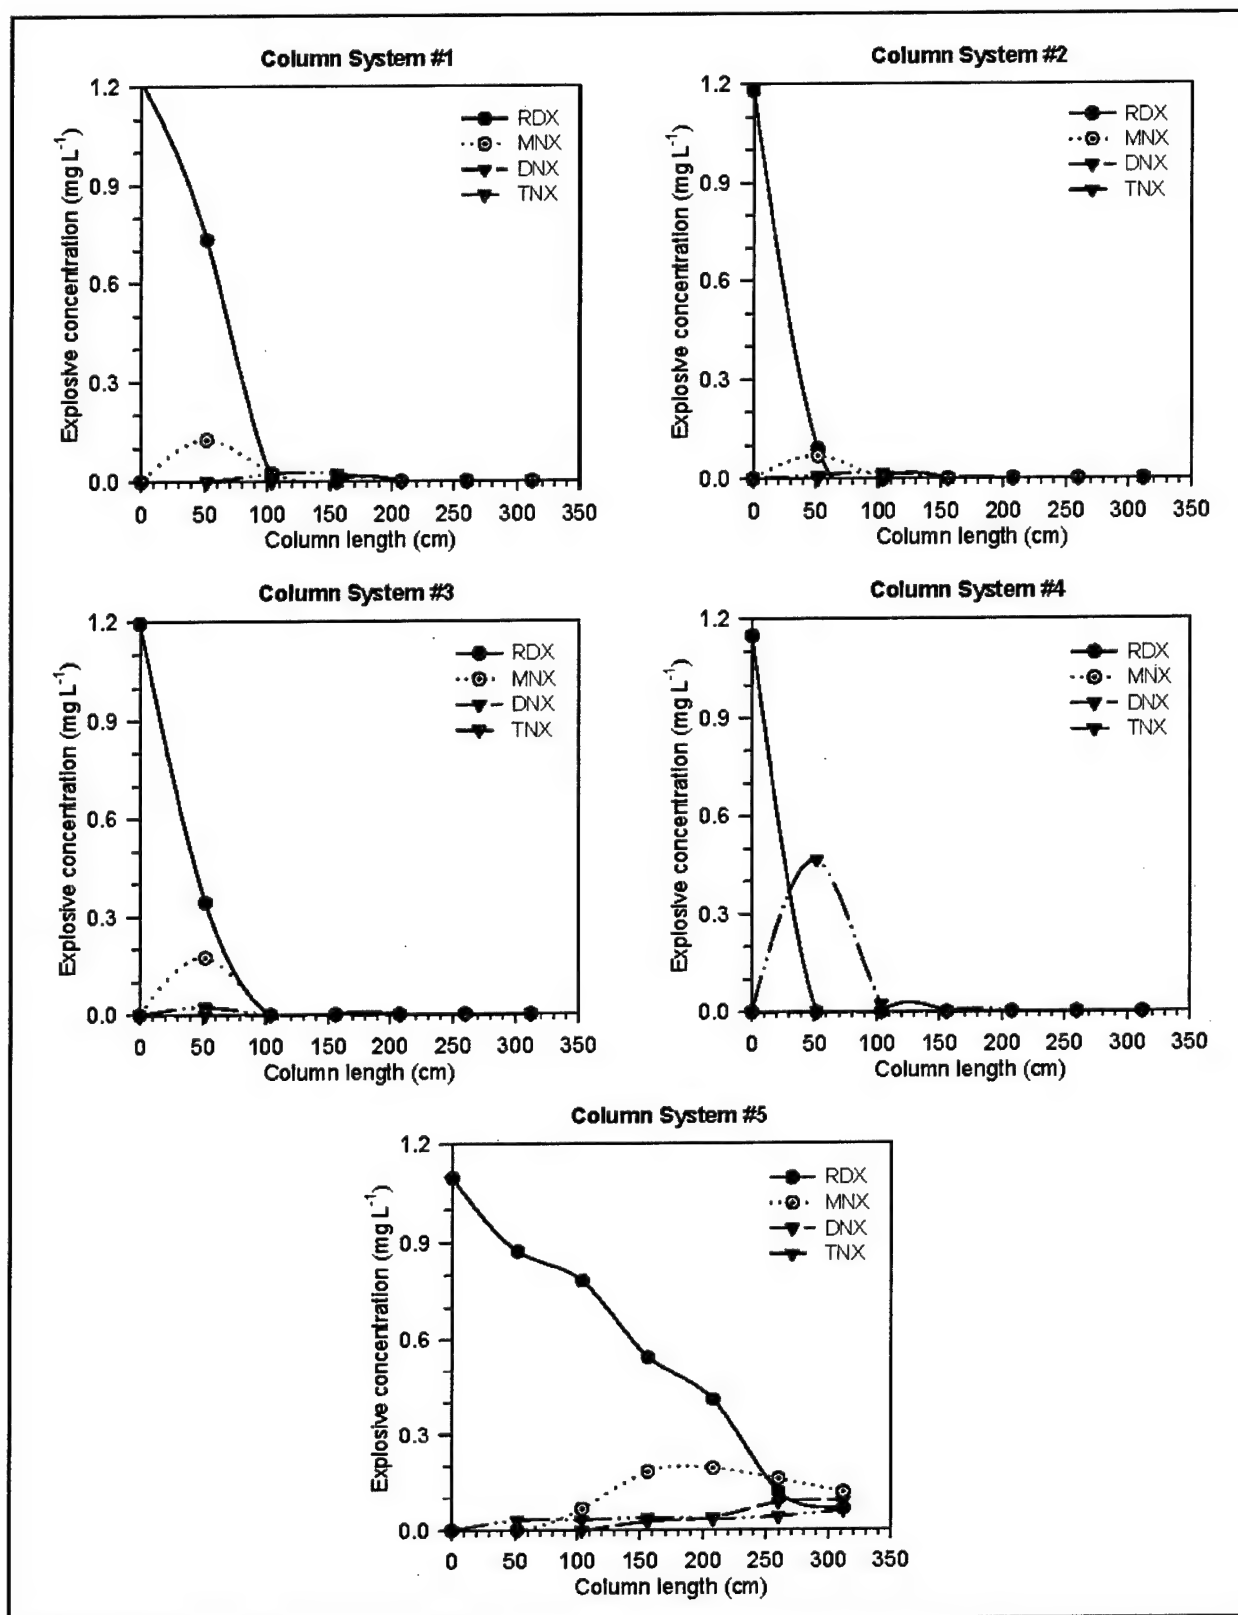 Column System #1
1.2
0.9
0.6
0.3
0.0
Explosive concentration (mg L⁻¹)
RDX
MNX
DNX
TNX
0 50 100 150 200 250 300 350
Column length (cm)
Column System #2
1.2
0.9
0.6
0.3
0.0
Explosive concentration (mg L⁻¹)
RDX
MNX
DNX
TNX
0 50 100 150 200 250 300 350
Column length (cm)
Column System #3
1.2
0.9
0.6
0.3
0.0
Explosive concentration (mg L⁻¹)
RDX
MNX
DNX
TNX
0 50 100 150 200 250 300 350
Column length (cm)
Column System #4
1.2
0.9
0.6
0.3
0.0
Explosive concentration (mg L⁻¹)
RDX
MNX
DNX
TNX
0 50 100 150 200 250 300 350
Column length (cm)
Column System #5
1.2
0.9
0.6
0.3
0.0
Explosive concentration (mg L⁻¹)
RDX
MNX
DNX
TNX
0 50 100 150 200 250 300 350
Column length (cm)